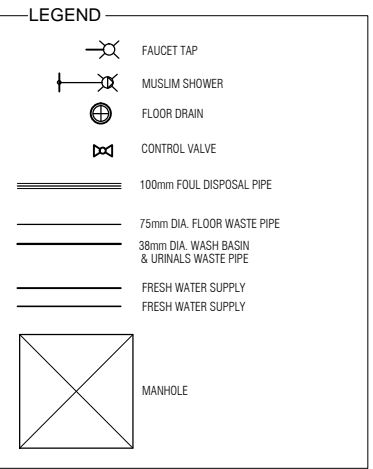 LEGEND
FAUCET TAP
MUSLIM SHOWER
FLOOR DRAIN
CONTROL VALVE
100mm FOUL DISPOSAL PIPE
75mm DIA. FLOOR WASTE PIPE
38mm DIA. WASH BASIN
& URINALS WASTE PIPE
FRESH WATER SUPPLY
FRESH WATER SUPPLY
MANHOLE